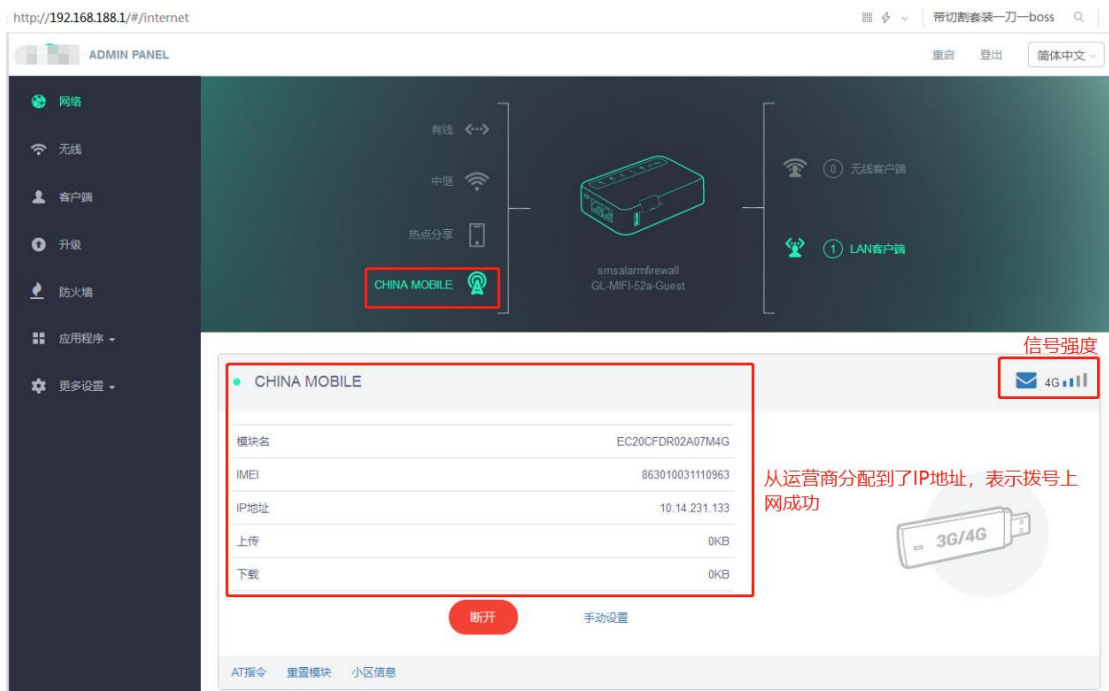 http://192.168.188.1/#/internet
带切割套装一刀一boss
ADMIN PANEL
重启
登出
简体中文
网络
无线
客户端
升级
防火墙
应用程序
更多设置
有线
中继
热点分享
CHINA MOBILE
smsalarmfirewall
GL-MIFI-52a-Guest
0 无线客户端
1 LAN客户端
信号强度
CHINA MOBILE
4G
模块名 EC20CFDR02A07M4G
IMEI 863010031110963
IP地址 10.14.231.133
上传 0KB
下载 0KB
从运营商分配到了IP地址，表示拨号上
网成功
3G/4G
断开
手动设置
AT指令 重置模块 小区信息